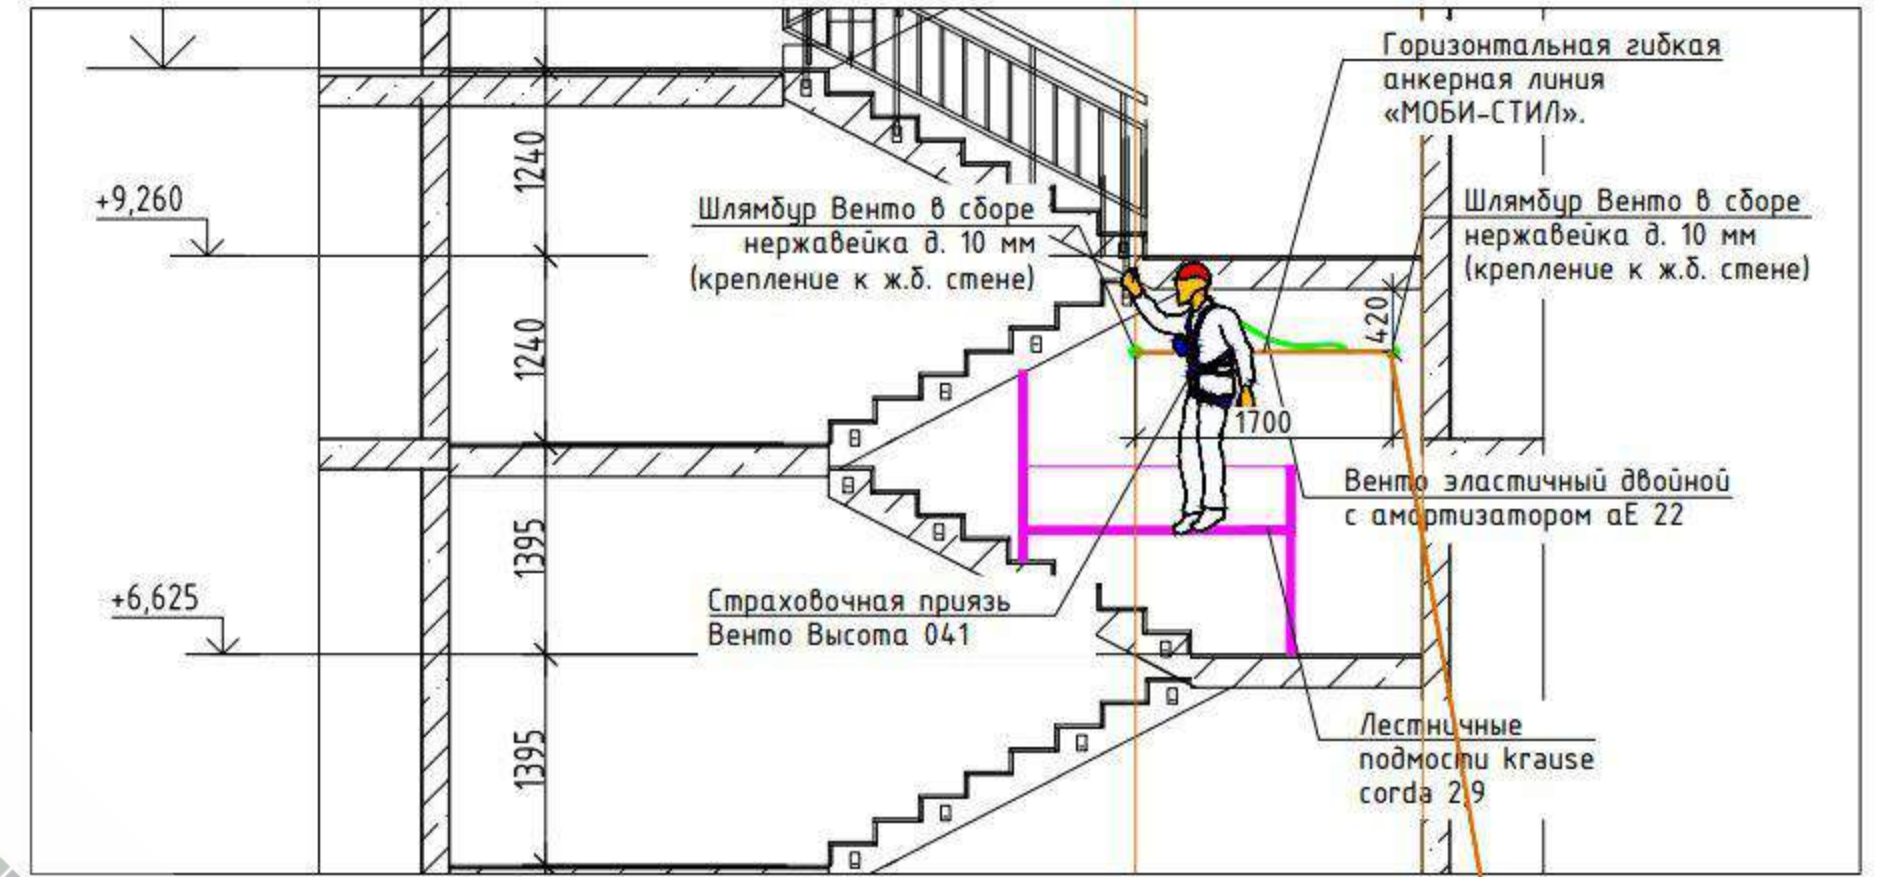 Горизонтальная гибкая
анкерная линия
«МОБИ-СТИЛ».
1240
+9,260
Шлямбур Венто в сборе
нержавейка д. 10 мм
(крепление к ж.б. стене)
Шлямбур Венто в сборе
нержавейка д. 10 мм
(крепление к ж.б. стене)
420
1240
1700
Венто эластичный двойной
с амортизатором аЕ 22
1395
+6,625
Страховочная приязь
Венто Высота 041
Лестничные
подмости krause
corda 2,9
1395